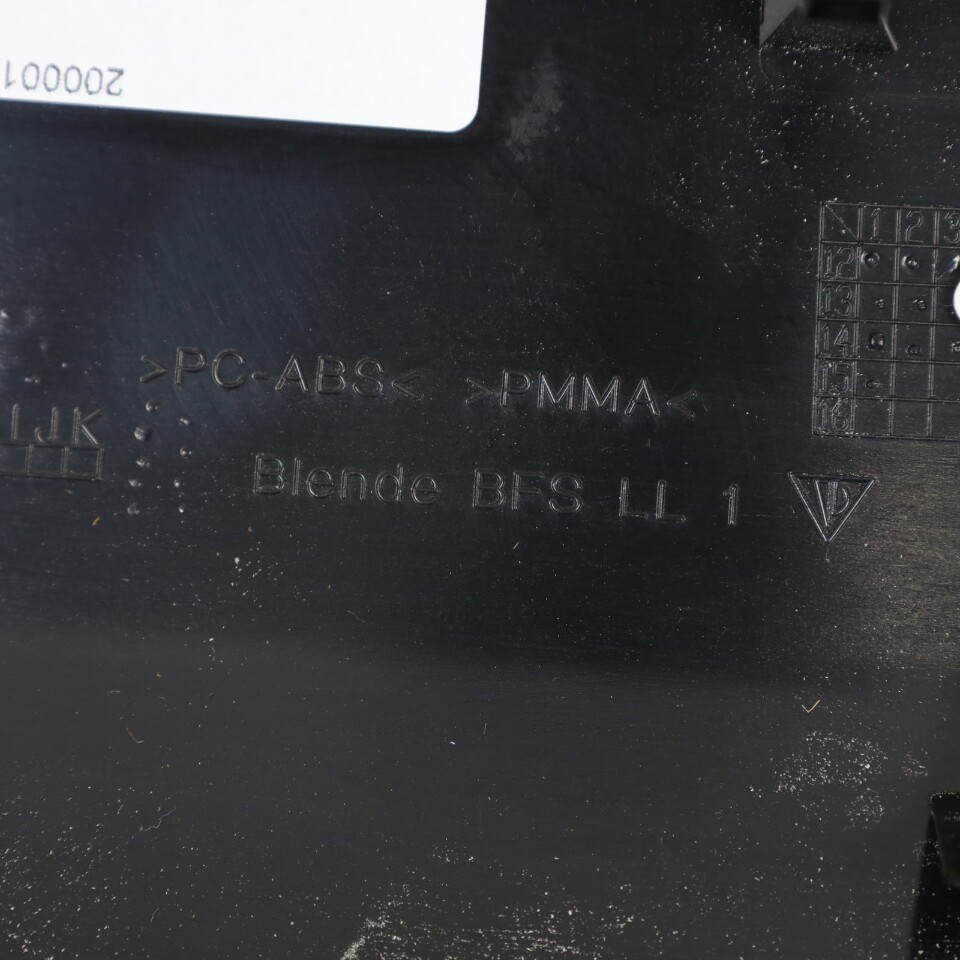 200001
1 2 3
12
13
14
15
16
>PC-ABS< >PMMA<
IJK
Blende BFS LL 1